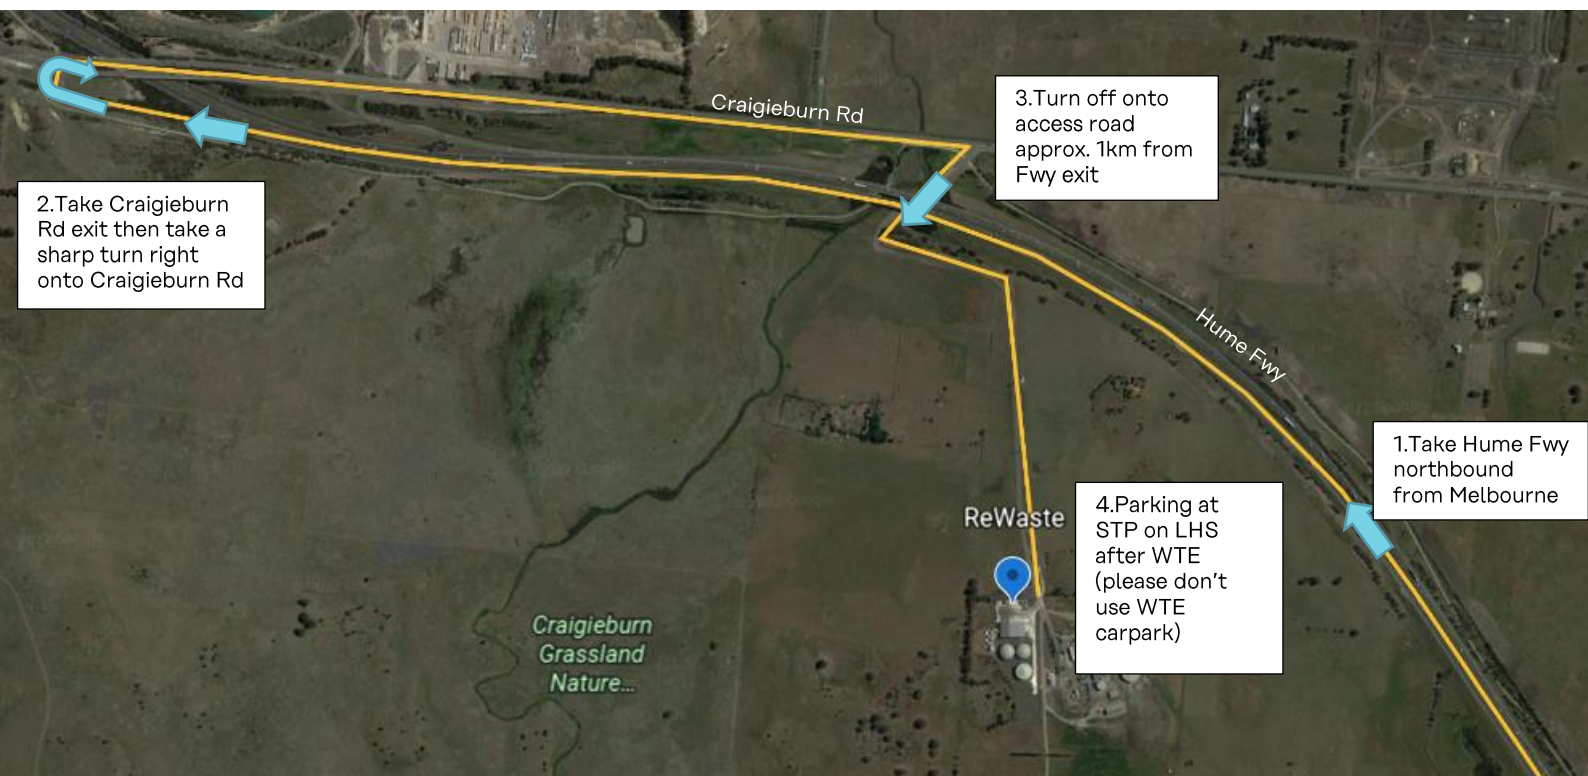 Craigieburn Rd
3.Turn off onto
access road
approx. 1km from
Fwy exit
2.Take Craigieburn
Rd exit then take a
sharp turn right
onto Craigieburn Rd
Hume Fwy
1.Take Hume Fwy
northbound
from Melbourne
ReWaste
4.Parking at
STP on LHS
after WTE
(please don't
use WTE
carpark)
Craigieburn
Grassland
Nature...